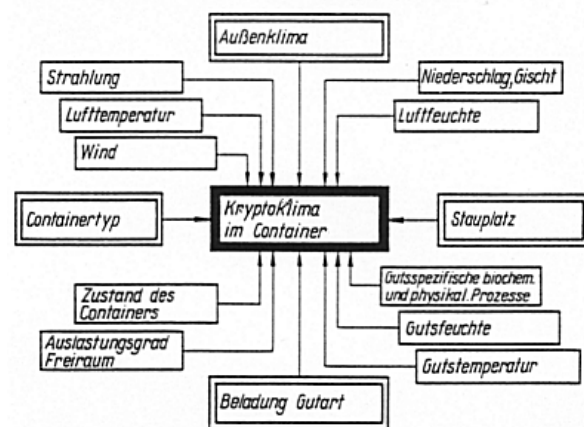 Außenklima
Strahlung
Niederschlag,Gischt
Lufttemperatur
Luftfeuchte
Wind
Containertyp
Kryptoklima
im Container
Stauplatz
Gutsspezifische biochem.
und physikal. Prozesse
Zustand des
Containers
Gutsfeuchte
Auslastungsgrad
Freiraum
Gutstemperatur
Beladung Gutart